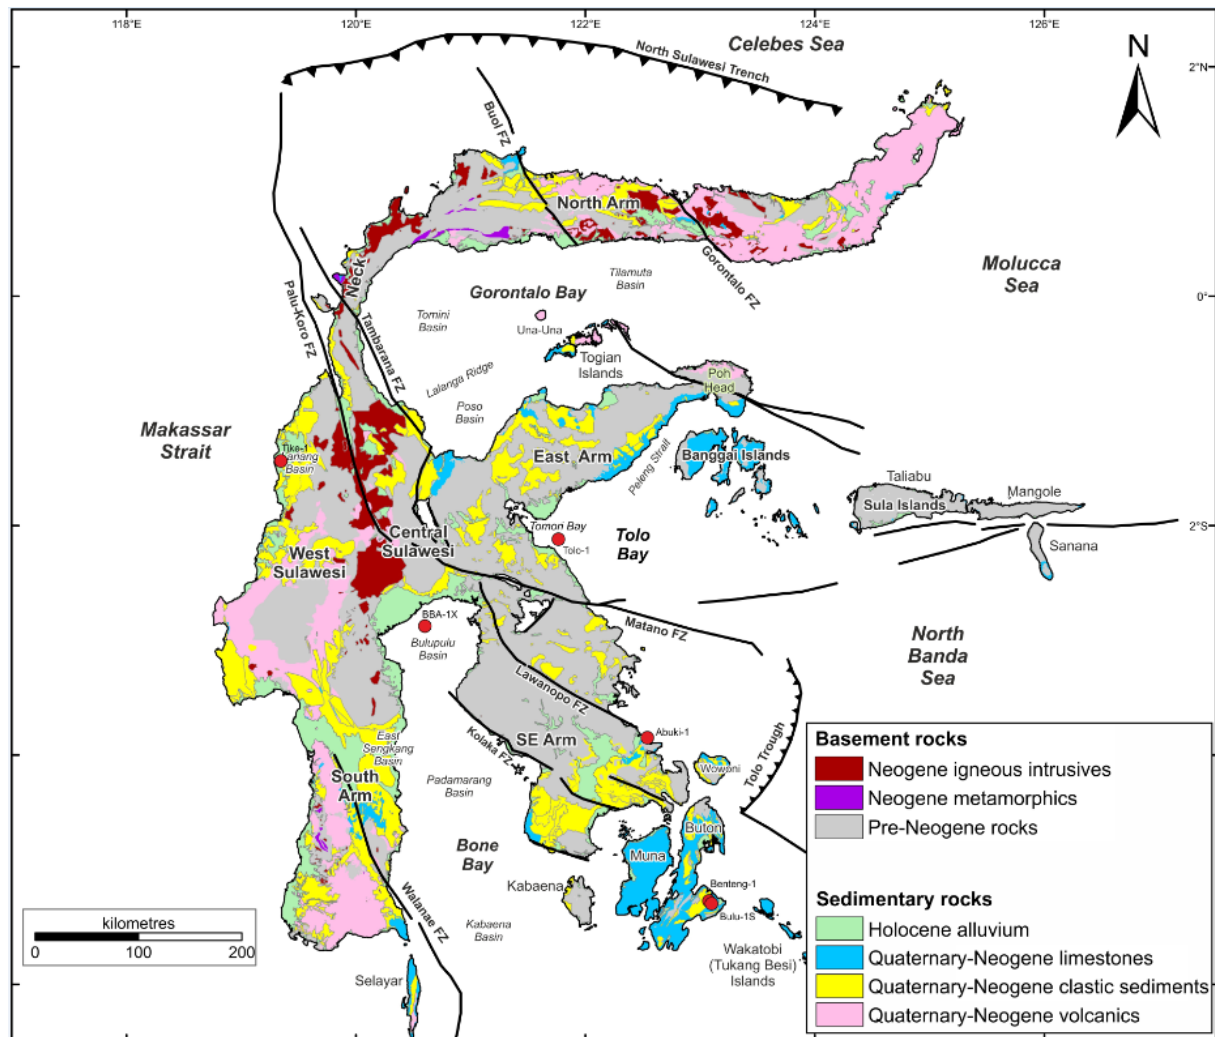 118°E
120°E
122°E
124°E
126°E
Celebes Sea
N
North Sulawesi Trench
2°N
Buol FZ
North Arm
Neck
Gorontalo FZ
Molucca
Sea
Tilamuta
Basin
Gorontalo Bay
0°
Palu-Koro FZ
Tambarana FZ
Tomini
Basin
Una-Una
Togian
Islands
Lalanga Ridge
Poh
Head
Poso
Basin
Makassar
Strait
Tike-1
anang
Basin
East Arm
Peleng Strait
Banggai Islands
Taliabu
Mangole
Sula Islands
Sanana
Tomori Bay
Tolo-1
Tolo
Bay
2°S
Central
Sulawesi
West
Sulawesi
BBA-1X
Bulupulu
Basin
Matano FZ
North
Banda
Sea
Lawanopo FZ
Kolaka FZ
SE Arm
Abuki-1
Tolo Trough
Wowoni
East
Sengkang
Basin
South
Arm
Padamarang
Basin
Bone
Bay
Buton
Muna
Kabaena
Benteng-1
Bulu-1S
Walanae FZ
Kabaena
Basin
Wakatobi
(Tukang Besi)
Islands
Selayar
kilometres
0
100
200
Basement rocks
Neogene igneous intrusives
Neogene metamorphics
Pre-Neogene rocks
Sedimentary rocks
Holocene alluvium
Quaternary-Neogene limestones
Quaternary-Neogene clastic sediments
Quaternary-Neogene volcanics